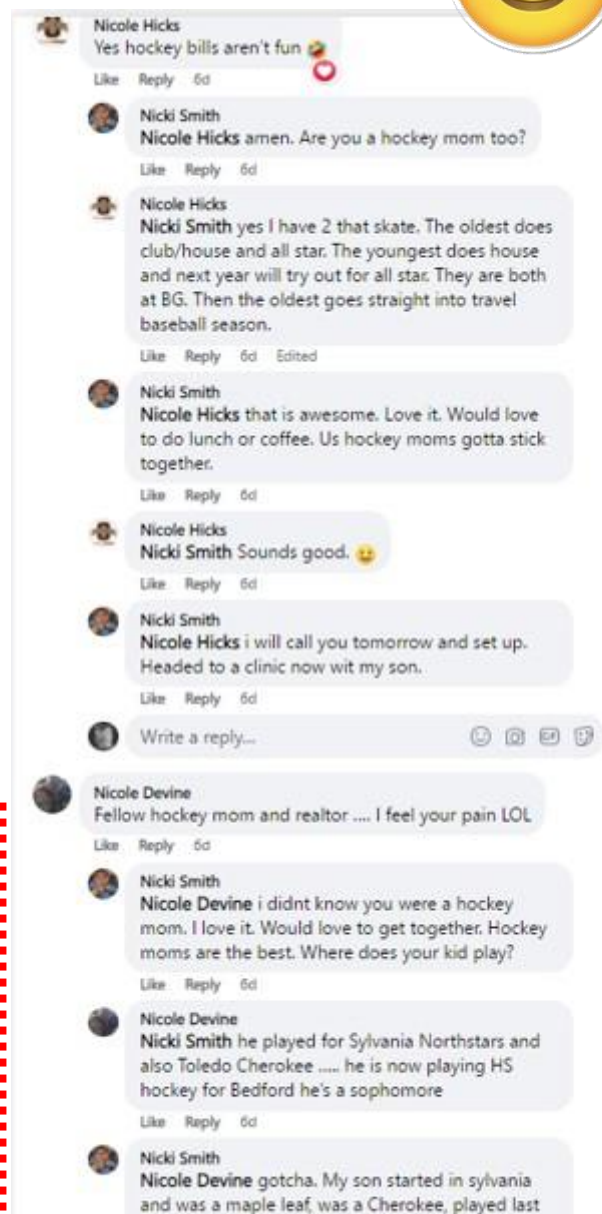 Nicole Hicks
Yes hockey bills aren't fun 🤣
Like Reply 6d
Nicki Smith
Nicole Hicks amen. Are you a hockey mom too?
Like Reply 6d
Nicole Hicks
Nicki Smith yes I have 2 that skate. The oldest does
club/house and all star. The youngest does house
and next year will try out for all star. They are both
at BG. Then the oldest goes straight into travel
baseball season.
Like Reply 6d Edited
Nicki Smith
Nicole Hicks that is awesome. Love it. Would love
to do lunch or coffee. Us hockey moms gotta stick
together.
Like Reply 6d
Nicole Hicks
Nicki Smith Sounds good. 🙂
Like Reply 6d
Nicki Smith
Nicole Hicks i will call you tomorrow and set up.
Headed to a clinic now wit my son.
Like Reply 6d
Write a reply...
GIF
Nicole Devine
Fellow hockey mom and realtor .... I feel your pain LOL
Like Reply 6d
Nicki Smith
Nicole Devine i didnt know you were a hockey
mom. I love it. Would love to get together. Hockey
moms are the best. Where does your kid play?
Like Reply 6d
Nicole Devine
Nicki Smith he played for Sylvania Northstars and
also Toledo Cherokee ..... he is now playing HS
hockey for Bedford he's a sophomore
Like Reply 6d
Nicki Smith
Nicole Devine gotcha. My son started in sylvania
and was a maple leaf, was a Cherokee, played last